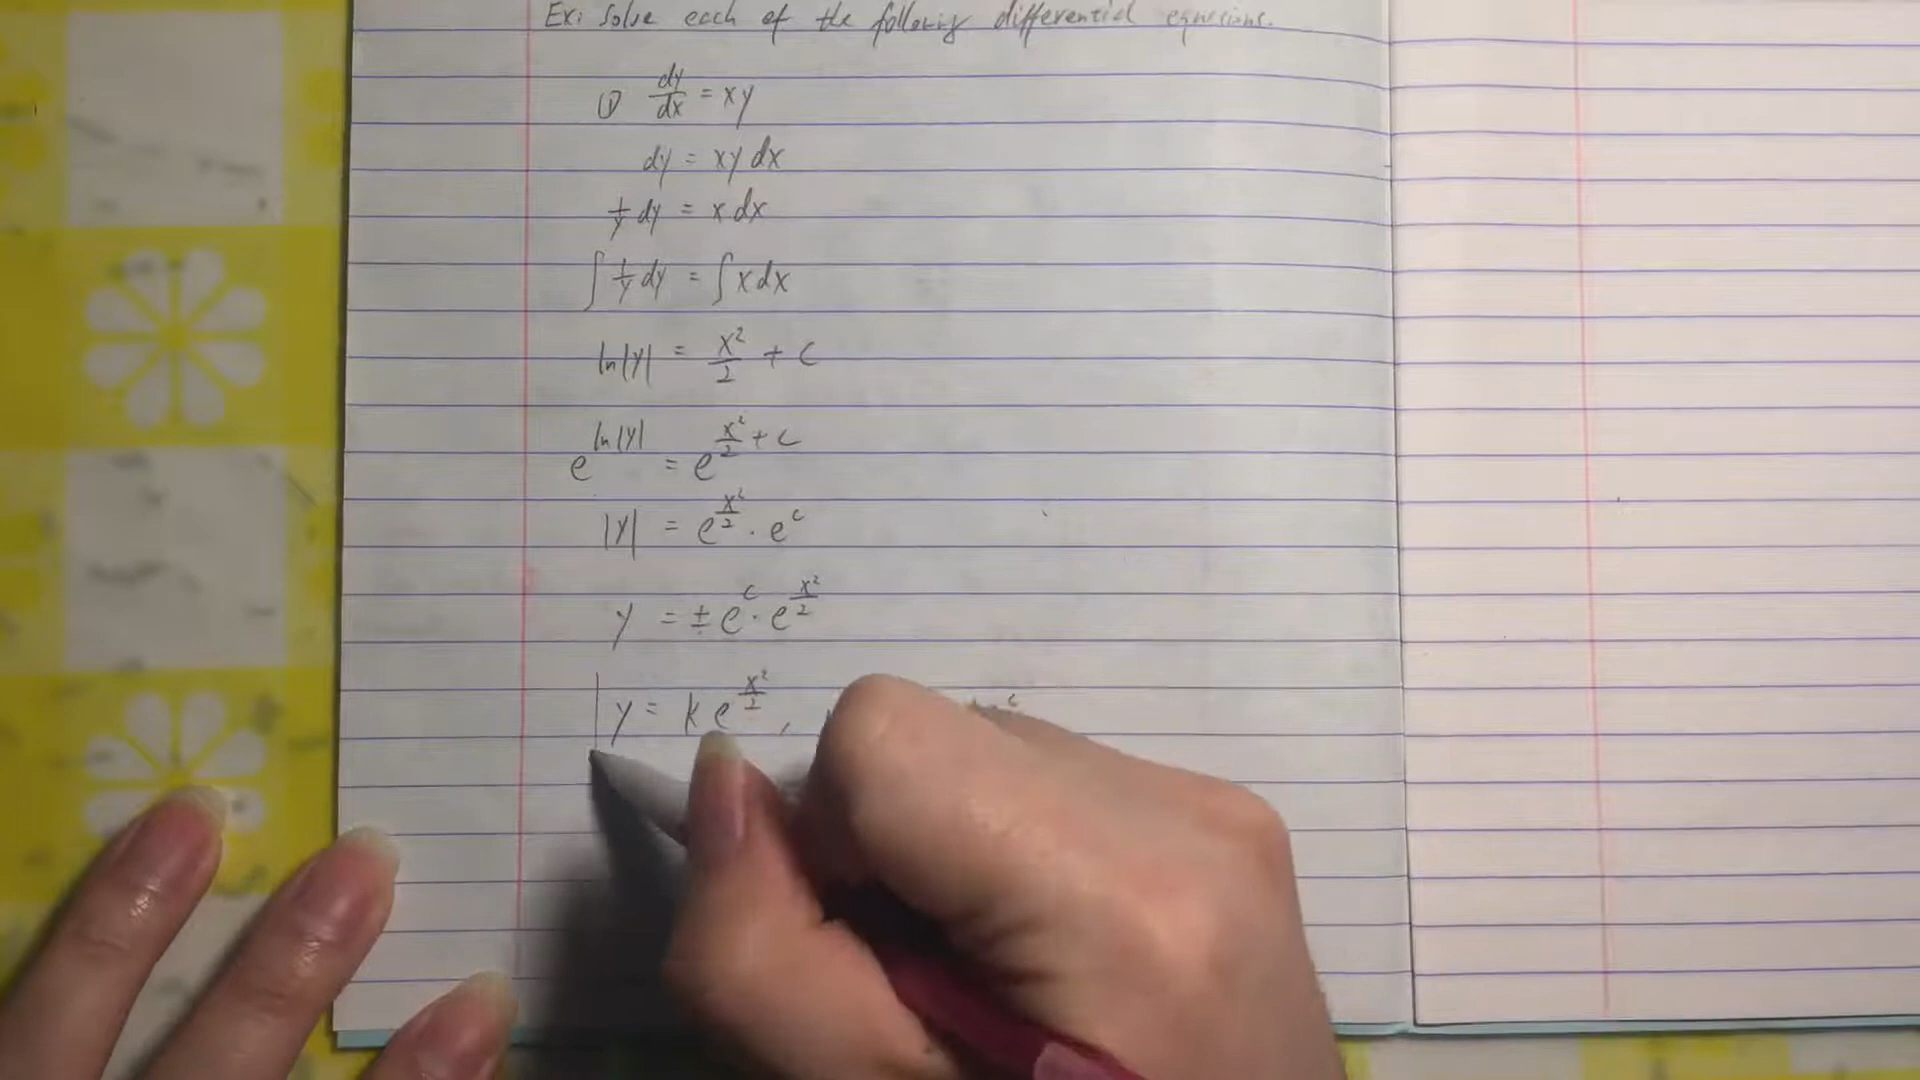 Ex: Solve each of the following differential equations.
① dy/dx = xy
dy = xy dx
1/y dy = x dx
∫ 1/y dy = ∫ x dx
ln|y| = x²/2 + c
e^(ln|y|) = e^(x²/2 + c)
|y| = e^(x²/2) · e^c
y = ± e^c · e^(x²/2)
y = k e^(x²/2) ,